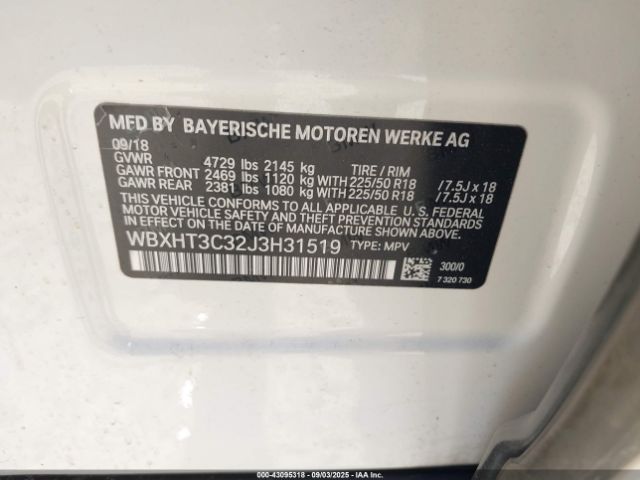 MFD BY BAYERISCHE MOTOREN WERKE AG
09/18
GVWR 4729 lbs 2145 kg TIRE / RIM
GAWR FRONT 2469 lbs 1120 kg WITH 225/50 R18 /7.5J x 18
GAWR REAR 2381 lbs 1080 kg WITH 225/50 R18 /7.5J x 18
THIS VEHICLE CONFORMS TO ALL APPLICABLE U. S. FEDERAL
MOTOR VEHICLE SAFETY, BUMPER, AND THEFT PREVENTION STANDARDS
IN EFFECT ON THE DATE OF MANUFACTURE SHOWN ABOVE.
WBXHT3C32J3H31519 TYPE: MPV
300/0
7 320 730
000-43095318 - 09/03/2025 - IAAI.COM